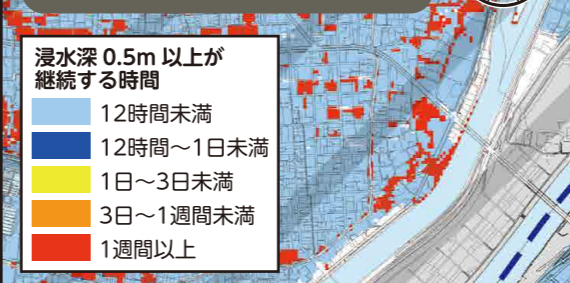 浸水深 0.5m 以上が
継続する時間
12時間未満
12時間～1日未満
1日～3日未満
3日～1週間未満
1週間以上